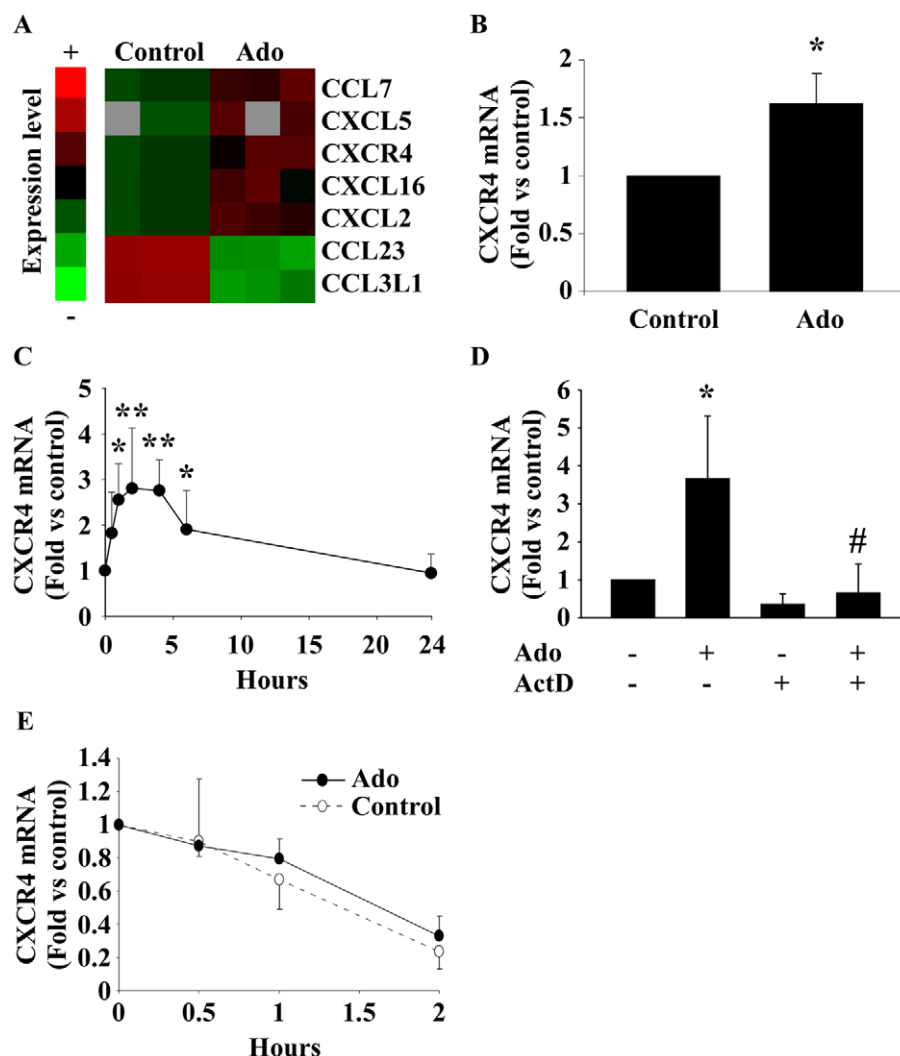 A
B
+
Control Ado
Expression level
-
CCL7
CXCL5
CXCR4
CXCL16
CXCL2
CCL23
CCL3L1
CXCR4 mRNA
(Fold vs control)
2
1.5
1
0.5
0
*
Control Ado
C
D
CXCR4 mRNA
(Fold vs control)
5
4
3
2
1
0
* ** ** *
0 5 10 15 20 24
Hours
CXCR4 mRNA
(Fold vs control)
6
5
4
3
2
1
0
* #
Ado - + - +
ActD - - + +
E
CXCR4 mRNA
(Fold vs control)
1.4
1.2
1
0.8
0.6
0.4
0.2
0
Ado
Control
0 0.5 1 2
Hours